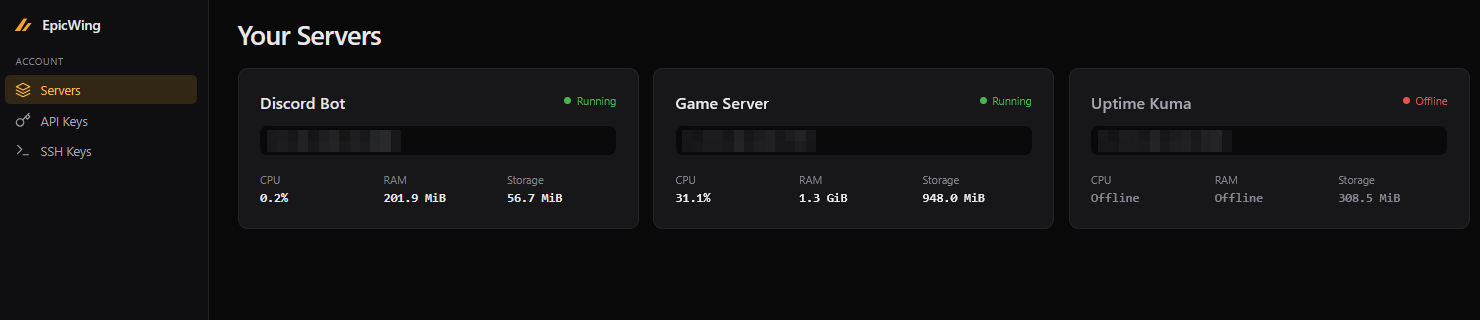 EpicWing
ACCOUNT
Servers
API Keys
SSH Keys
Your Servers
Discord Bot
Running
CPU
RAM
Storage
0.2%
201.9 MiB
56.7 MiB
Game Server
Running
CPU
RAM
Storage
31.1%
1.3 GiB
948.0 MiB
Uptime Kuma
Offline
CPU
RAM
Storage
Offline
Offline
308.5 MiB